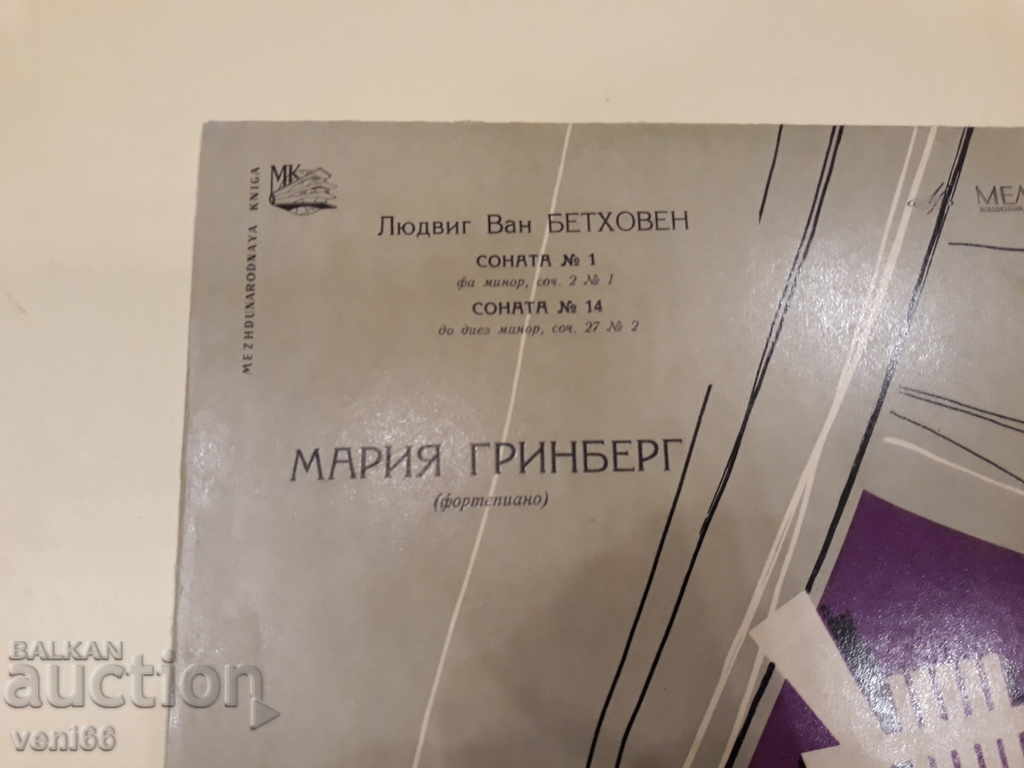 MEZHDUNARODNAYA KNIGA
МК
Людвиг Ван БЕТХОВЕН
СОНАТА № 1
фа минор, соч. 2 № 1
СОНАТА № 14
до диез минор, соч. 27 № 2
МАРИЯ ГРИНБЕРГ
(фортепиано)
МЕЛ
BALKAN
auction
veni66